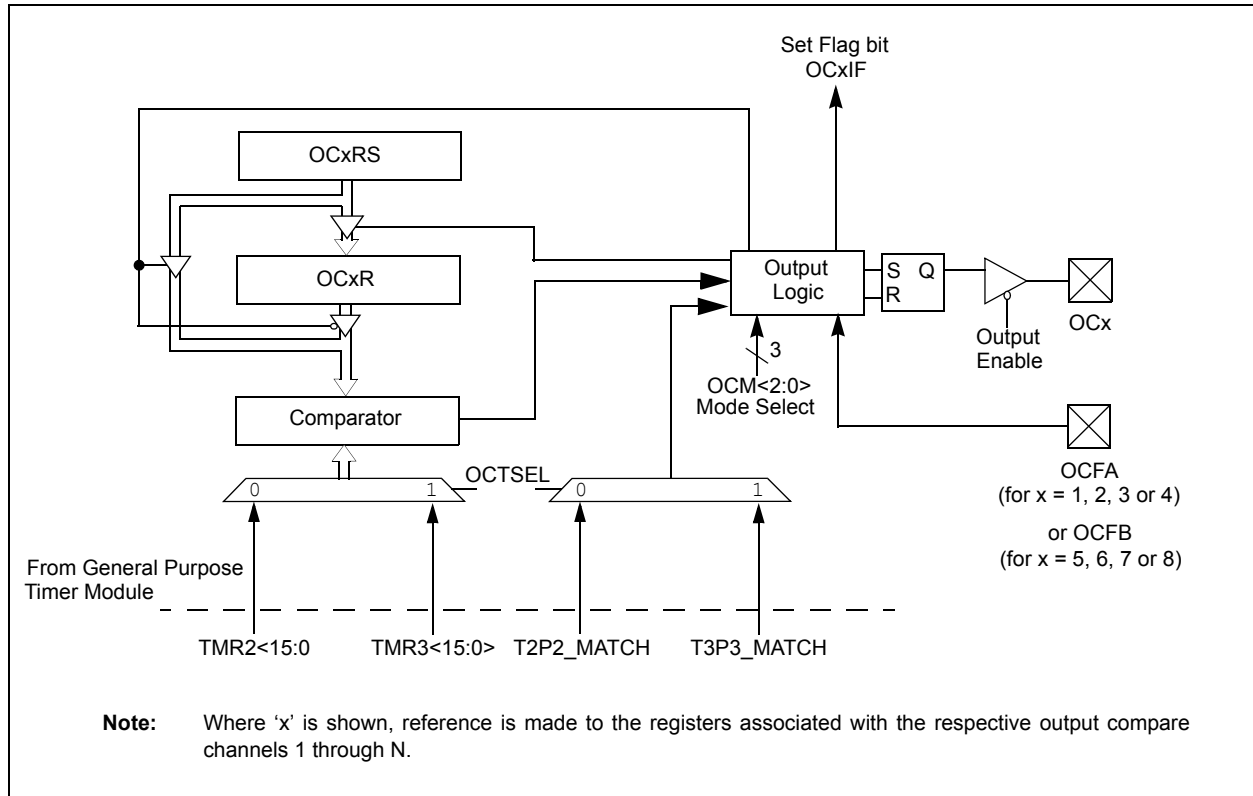 Set Flag bit
OCxIF
OCxRS
OCxR
Output
Logic
S Q
R
OCx
Output
Enable
3
OCM<2:0>
Mode Select
Comparator
OCTSEL
0 1
0 1
OCFA
(for x = 1, 2, 3 or 4)
or OCFB
(for x = 5, 6, 7 or 8)
From General Purpose
Timer Module
TMR2<15:0 TMR3<15:0> T2P2_MATCH T3P3_MATCH
Note: Where ‘x’ is shown, reference is made to the registers associated with the respective output compare
channels 1 through N.